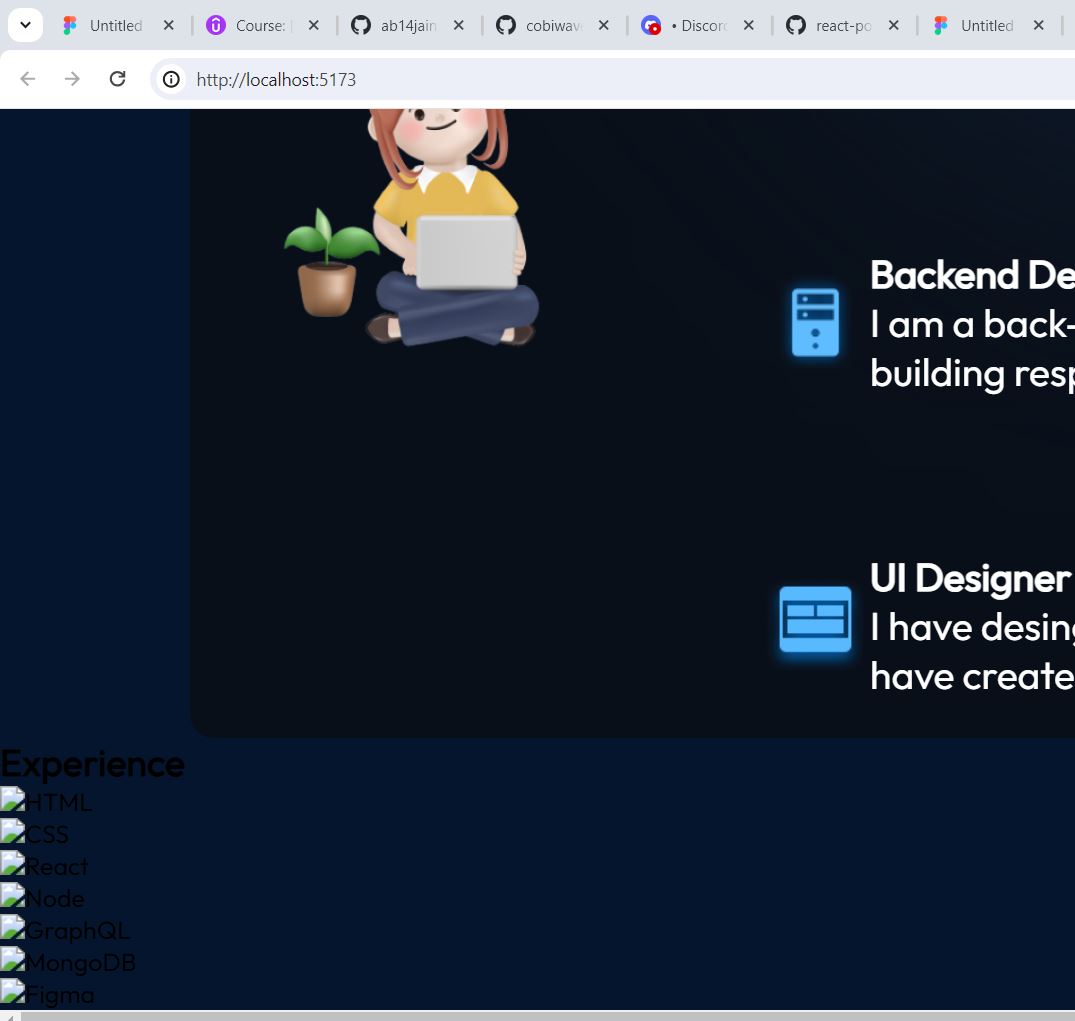 Untitled
Course:
ab14jain
cobiwav
• Discord
react-po
Untitled
http://localhost:5173
Backend De
I am a back-
building resp
UI Designer
I have desing
have create
Experience
HTML
CSS
React
Node
GraphQL
MongoDB
Figma